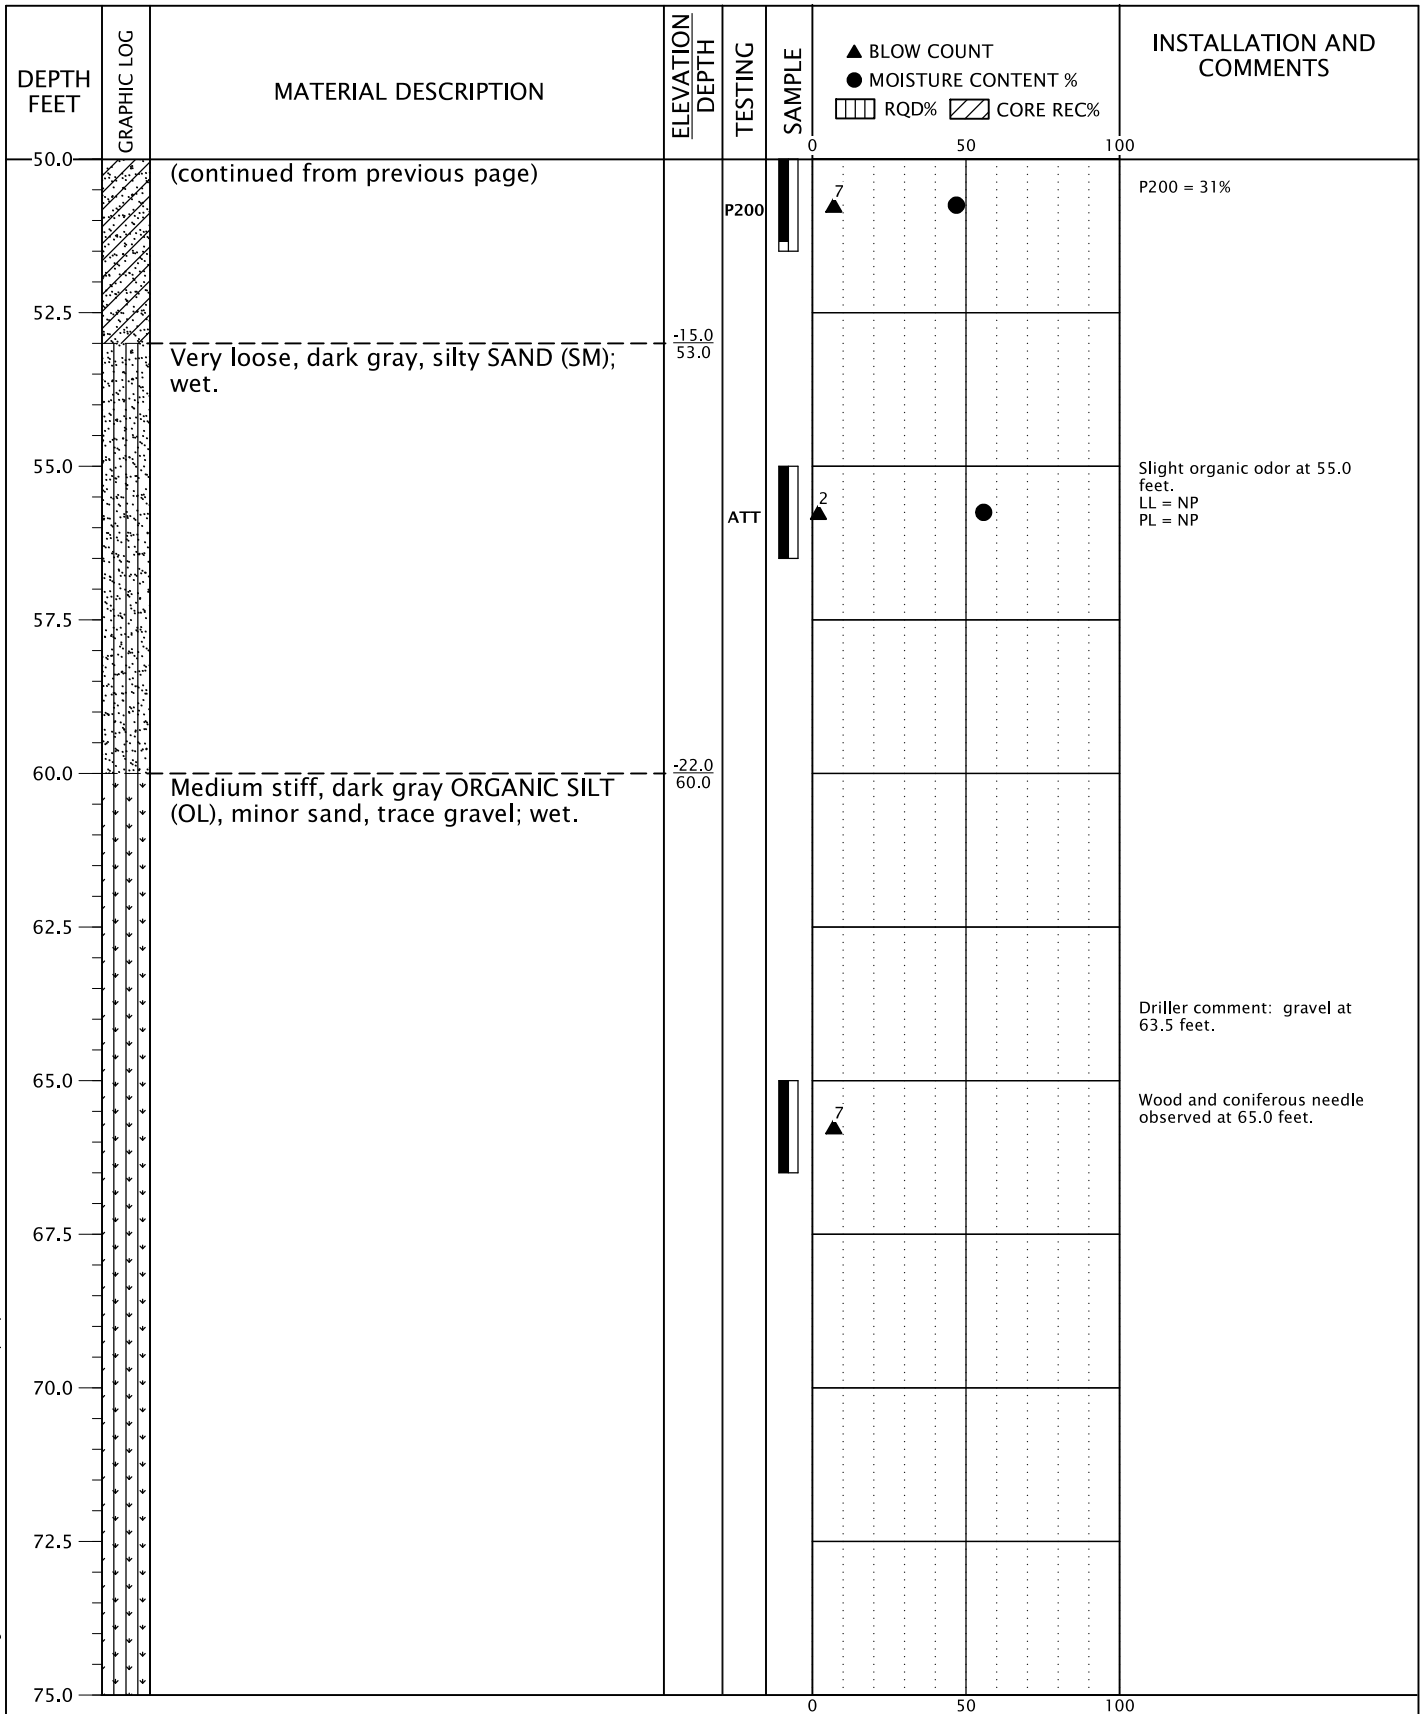 DEPTH
FEET
GRAPHIC LOG
MATERIAL DESCRIPTION
ELEVATION
DEPTH
TESTING
SAMPLE
▲ BLOW COUNT
● MOISTURE CONTENT %
RQD% CORE REC%
INSTALLATION AND
COMMENTS
0 50 100
50.0
(continued from previous page)
P200
7
P200 = 31%
52.5
-15.0
53.0
Very loose, dark gray, silty SAND (SM);
wet.
55.0
ATT
2
Slight organic odor at 55.0
feet.
LL = NP
PL = NP
57.5
60.0
-22.0
60.0
Medium stiff, dark gray ORGANIC SILT
(OL), minor sand, trace gravel; wet.
62.5
Driller comment: gravel at
63.5 feet.
65.0
7
Wood and coniferous needle
observed at 65.0 feet.
67.5
70.0
72.5
75.0
0 50 100